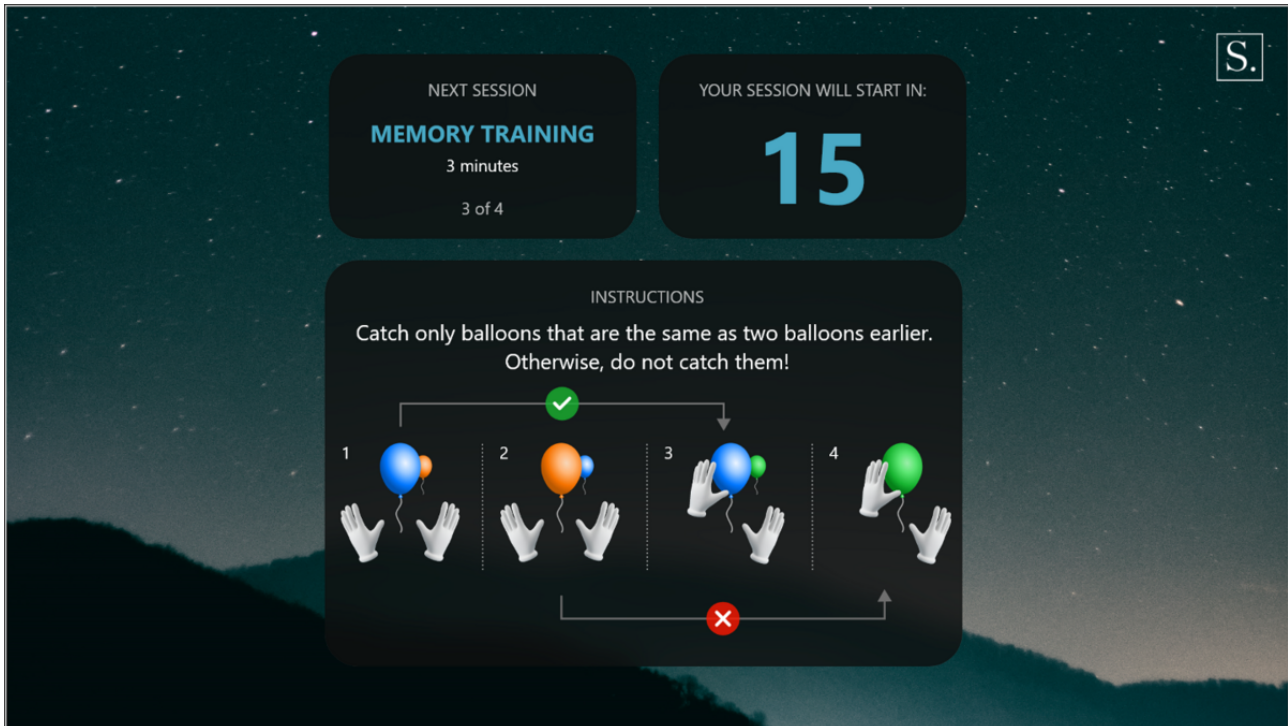 S.
NEXT SESSION
MEMORY TRAINING
3 minutes
3 of 4
YOUR SESSION WILL START IN:
15
INSTRUCTIONS
Catch only balloons that are the same as two balloons earlier.
Otherwise, do not catch them!
1
2
3
4